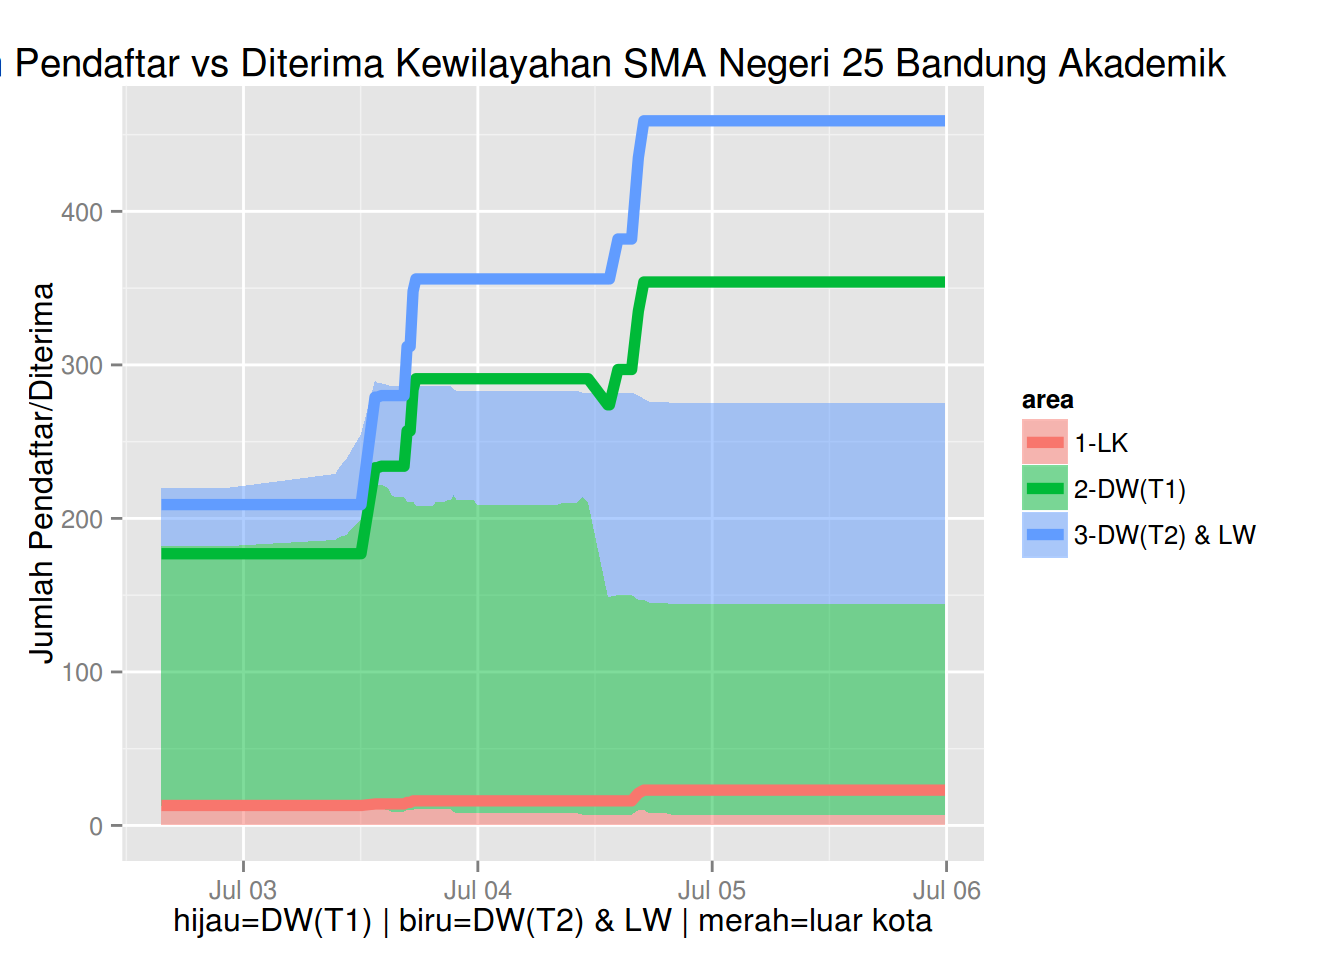 Pendaftar vs Diterima Kewilayahan SMA Negeri 25 Bandung Akademik
Jumlah Pendaftar/Diterima
400
300
200
100
0
Jul 03
Jul 04
Jul 05
Jul 06
hijau=DW(T1) | biru=DW(T2) & LW | merah=luar kota
area
1-LK
2-DW(T1)
3-DW(T2) & LW